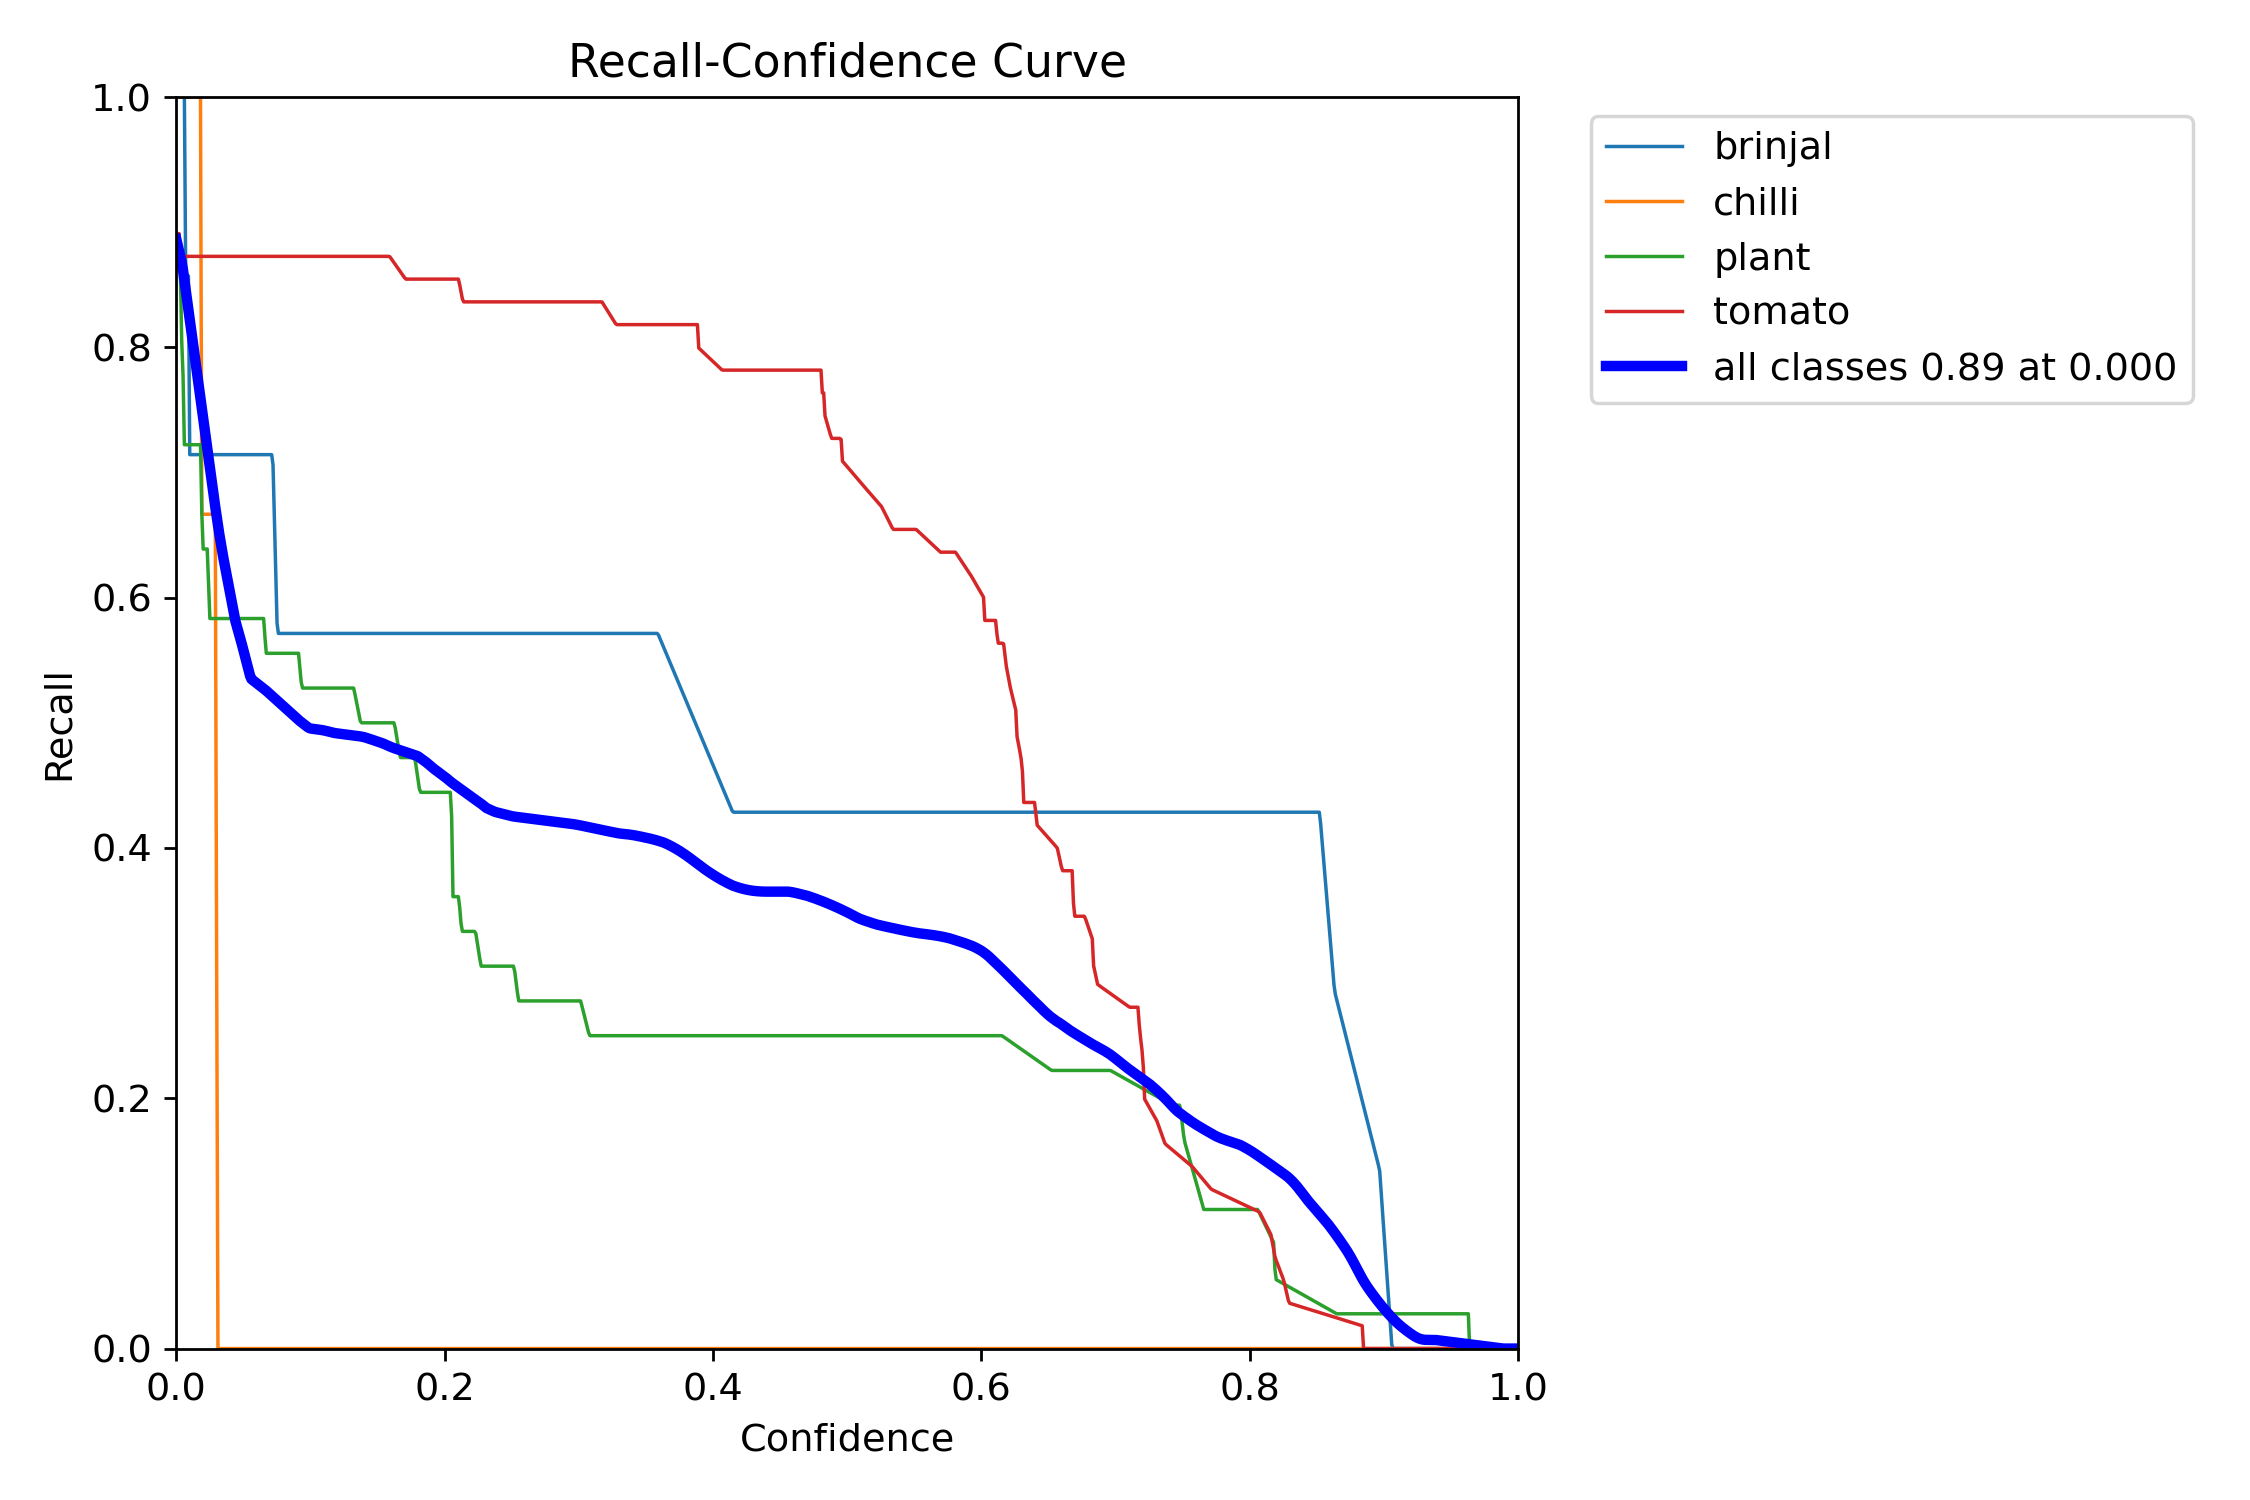 Recall-Confidence Curve
1.0
0.8
0.6
0.4
0.2
0.0
Recall
0.0 0.2 0.4 0.6 0.8 1.0
Confidence
brinjal
chilli
plant
tomato
all classes 0.89 at 0.000